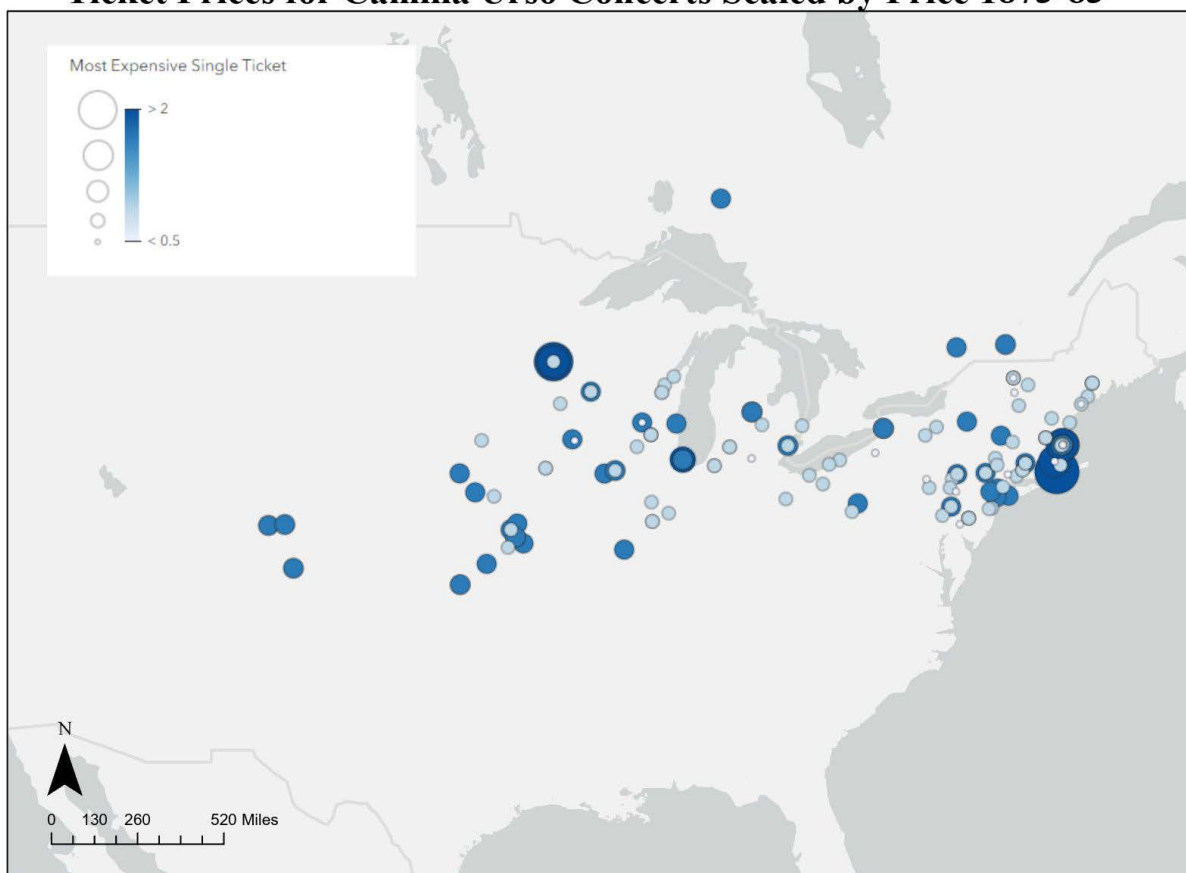 Ticket Prices for Camilla Urso Concerts Scaled by Price 1873-83
Most Expensive Single Ticket
> 2
< 0.5
N
0 130 260 520 Miles